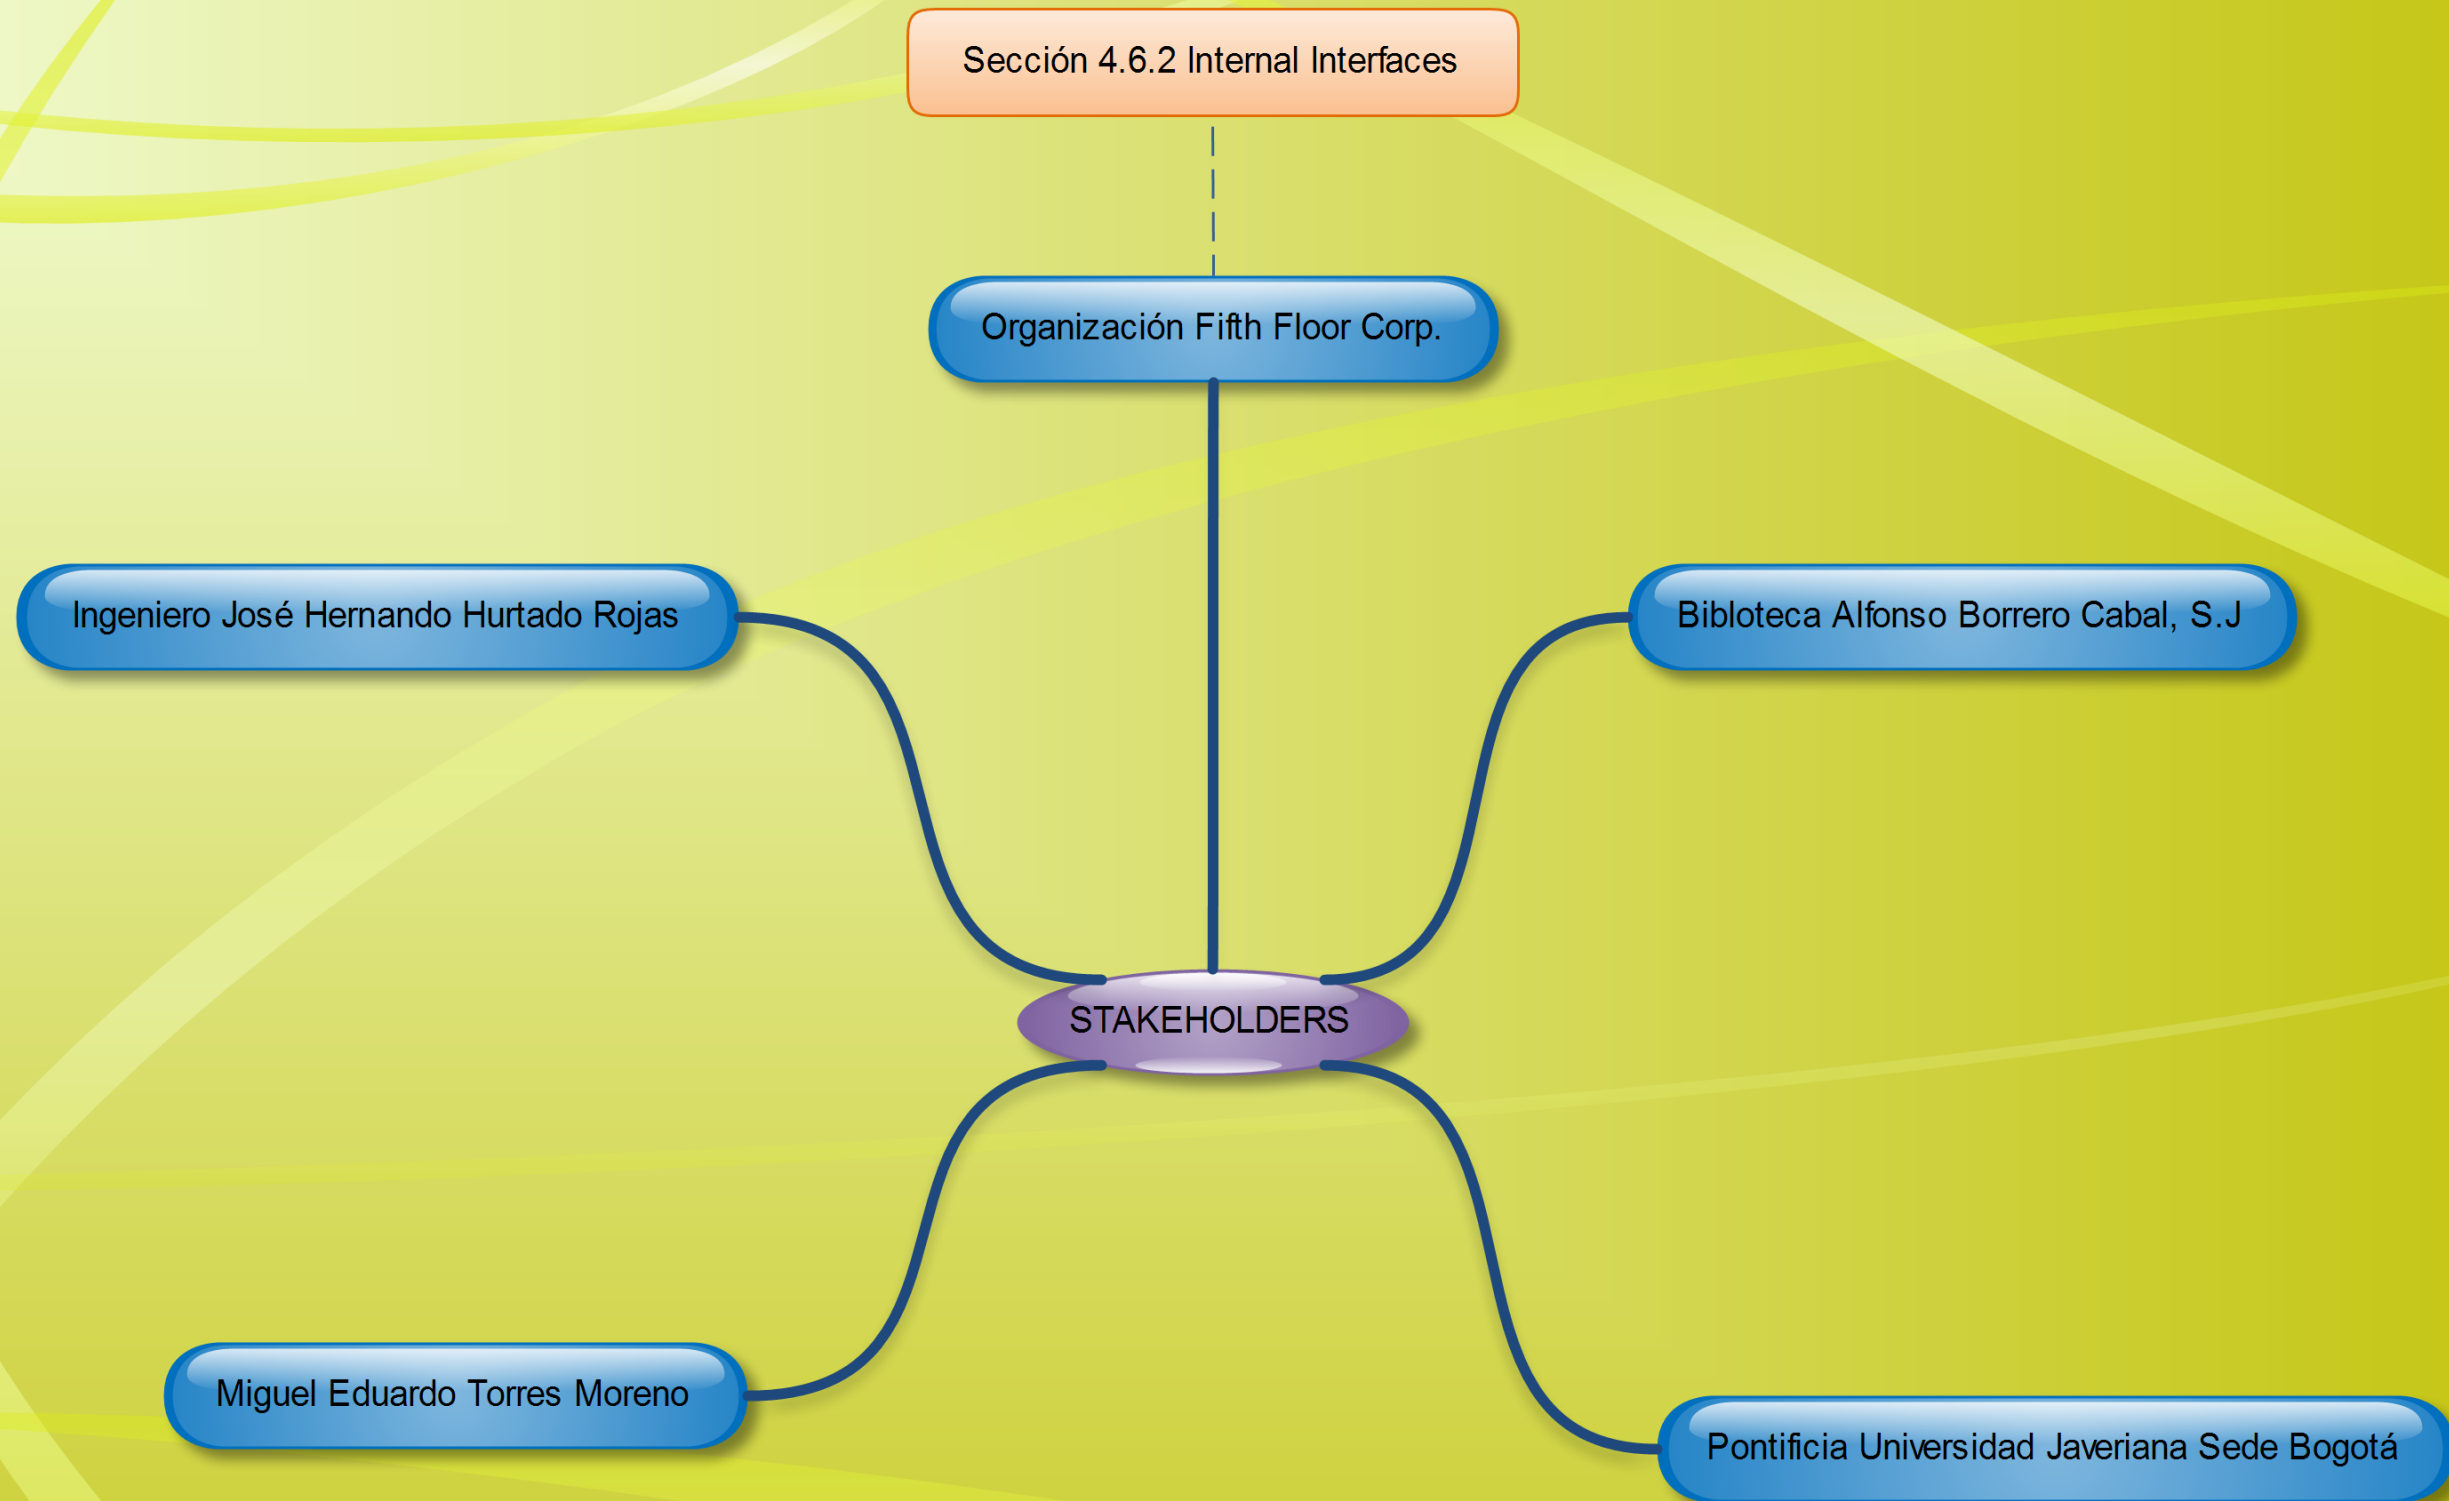 Sección 4.6.2 Internal Interfaces
Organización Fifth Floor Corp.
Ingeniero José Hernando Hurtado Rojas
Bibloteca Alfonso Borrero Cabal, S.J
STAKEHOLDERS
Miguel Eduardo Torres Moreno
Pontificia Universidad Javeriana Sede Bogotá